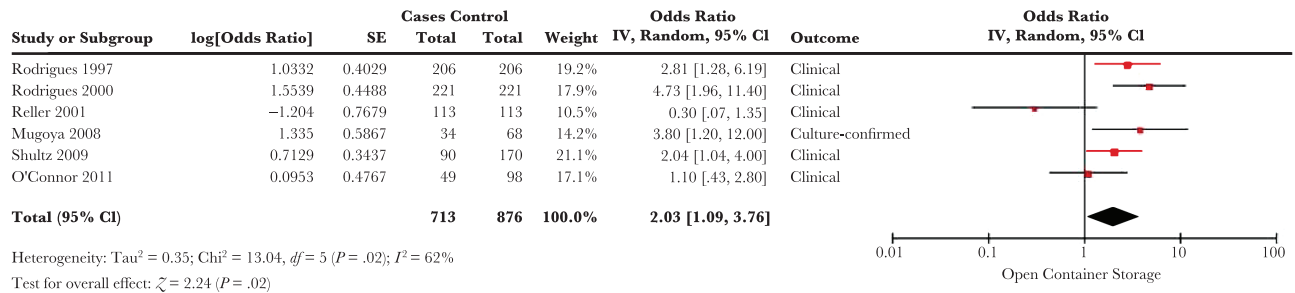 Cases Control Odds Ratio Odds Ratio
Study or Subgroup log[Odds Ratio] SE Total Total Weight IV, Random, 95% CI Outcome IV, Random, 95% CI
Rodrigues 1997 1.0332 0.4029 206 206 19.2% 2.81 [1.28, 6.19] Clinical
Rodrigues 2000 1.5539 0.4488 221 221 17.9% 4.73 [1.96, 11.40] Clinical
Reller 2001 −1.204 0.7679 113 113 10.5% 0.30 [.07, 1.35] Clinical
Mugoya 2008 1.335 0.5867 34 68 14.2% 3.80 [1.20, 12.00] Culture-confirmed
Shultz 2009 0.7129 0.3437 90 170 21.1% 2.04 [1.04, 4.00] Clinical
O'Connor 2011 0.0953 0.4767 49 98 17.1% 1.10 [.43, 2.80] Clinical
Total (95% CI) 713 876 100.0% 2.03 [1.09, 3.76]
Heterogeneity: Tau² = 0.35; Chi² = 13.04, df = 5 (P = .02); I² = 62%
Test for overall effect: Z = 2.24 (P = .02)
0.01 0.1 1 10 100
Open Container Storage